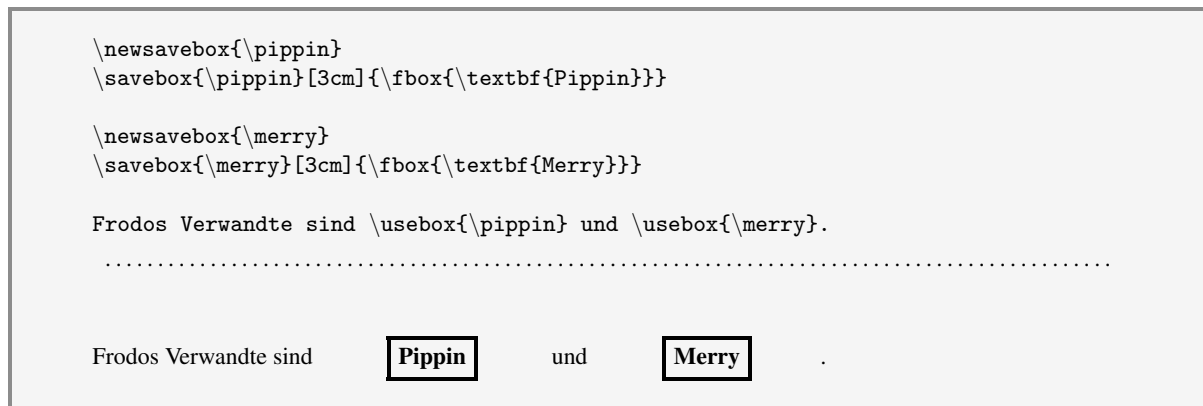 \newsavebox{\pippin}
\savebox{\pippin}[3cm]{\fbox{\textbf{Pippin}}}
\newsavebox{\merry}
\savebox{\merry}[3cm]{\fbox{\textbf{Merry}}}
Frodos Verwandte sind \usebox{\pippin} und \usebox{\merry}.
Frodos Verwandte sind Pippin und Merry .